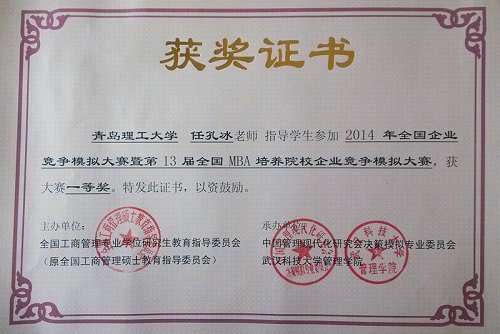 获奖证书
青岛理工大学 任孔冰老师 指导学生参加 2014 年全国企业
竞争模拟大赛暨第 13 届全国 MBA 培养院校企业竞争模拟大赛,获
大赛一等奖。特发此证书,以资鼓励。
主办单位:
全国工商管理专业学位研究生教育指导委员会
(原全国工商管理硕士教育指导委员会)
承办单位:
中国管理现代化研究会决策模拟专业委员会
武汉科技大学管理学院
管理学院